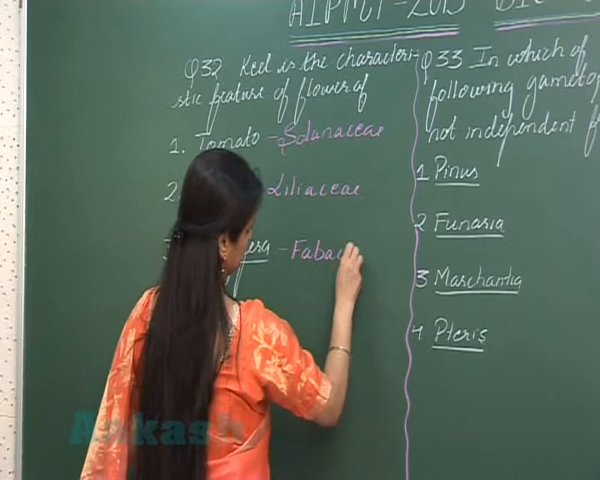 AIPMT-2015
Q32 Keel is the characteri-
stic feature of flower of
1. Tomato - Solanaceae
2 Liliaceae
- Fabac
Q33 In which of
following gameto
not independent f
1 Pinus
2 Funaria
3 Marchantia
4 Pteris
Aakash